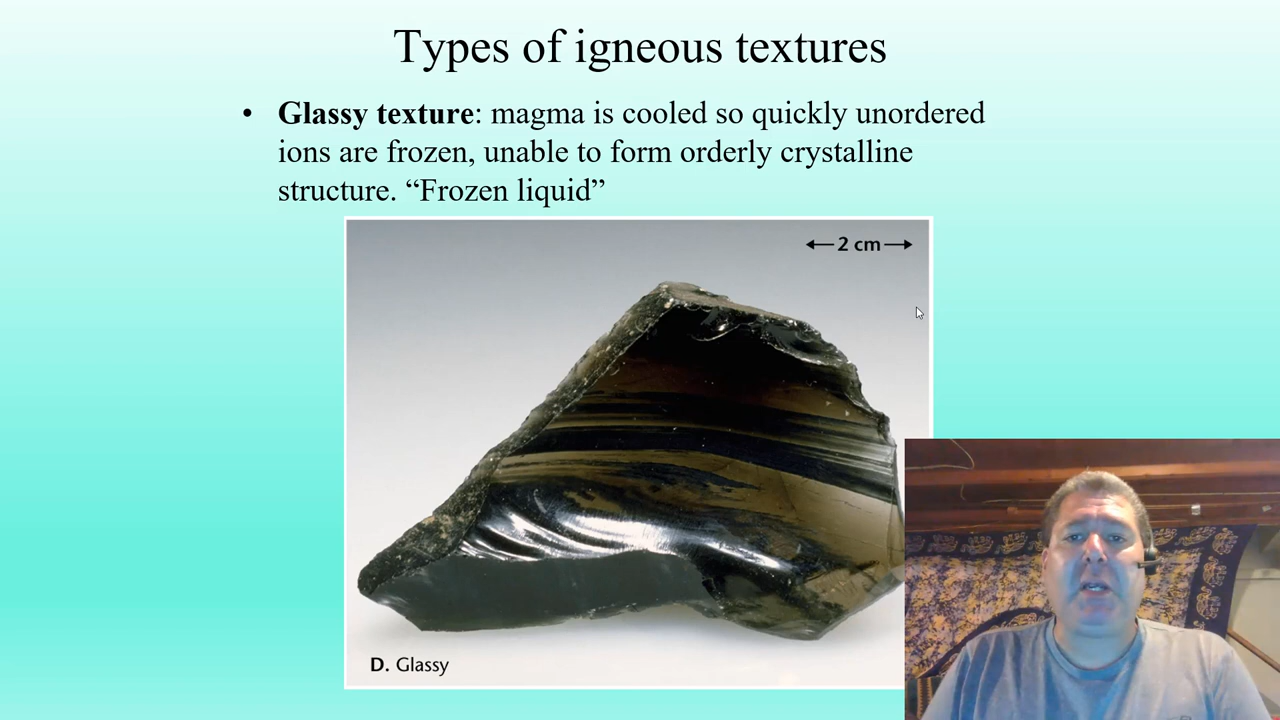 Types of igneous textures
• Glassy texture: magma is cooled so quickly unordered
ions are frozen, unable to form orderly crystalline
structure. “Frozen liquid”
2 cm
D. Glassy